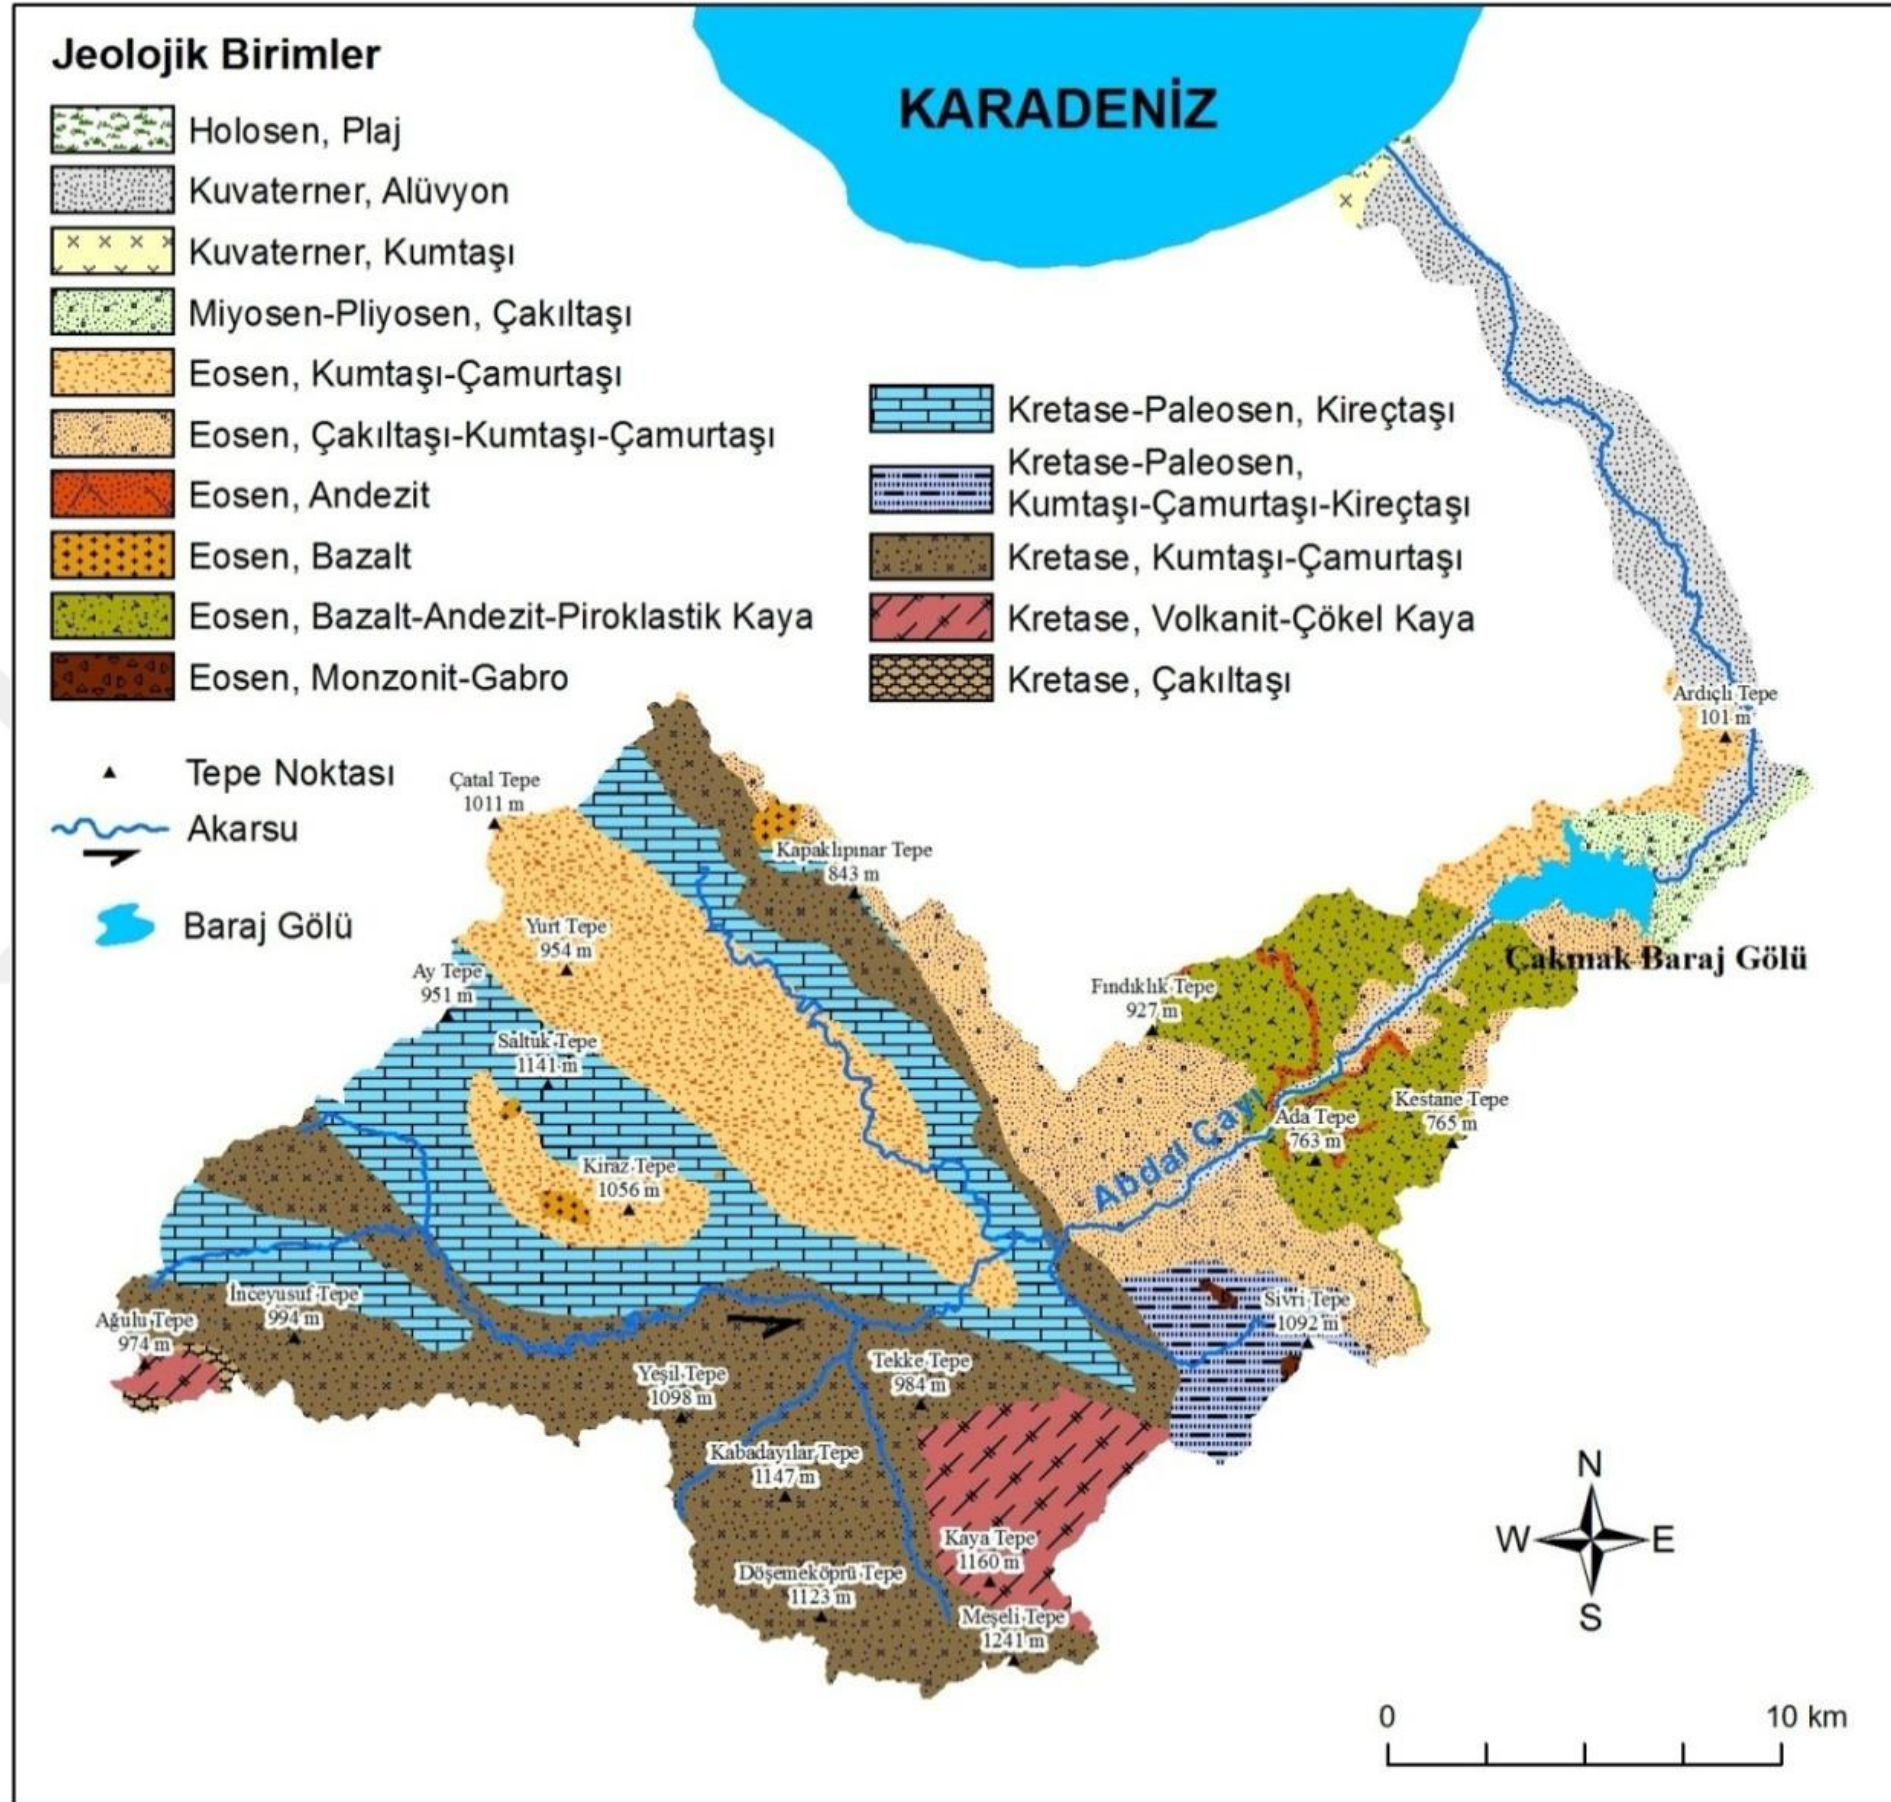 Jeolojik Birimler
Holosen, Plaj
Kuvaterner, Alüvyon
Kuvaterner, Kumtaşı
Miyosen-Pliyosen, Çakıltaşı
Eosen, Kumtaşı-Çamurtaşı
Eosen, Çakıltaşı-Kumtaşı-Çamurtaşı
Eosen, Andezit
Eosen, Bazalt
Eosen, Bazalt-Andezit-Piroklastik Kaya
Eosen, Monzonit-Gabro
Kretase-Paleosen, Kireçtaşı
Kretase-Paleosen,
Kumtaşı-Çamurtaşı-Kireçtaşı
Kretase, Kumtaşı-Çamurtaşı
Kretase, Volkanit-Çökel Kaya
Kretase, Çakıltaşı
Tepe Noktası
Akarsu
Baraj Gölü
KARADENİZ
Ardıçlı Tepe
101 m
Çatal Tepe
1011 m
Kapaklıpınar Tepe
843 m
Yurt Tepe
954 m
Ay Tepe
951 m
Çakmak Baraj Gölü
Fındıklık Tepe
927 m
Saltuk Tepe
1141 m
Kestane Tepe
765 m
Ada Tepe
763 m
Abdal Çayı
Kiraz Tepe
1056 m
İnceyusuf Tepe
994 m
Sivri Tepe
1092 m
Ağulu Tepe
974 m
Yeşil Tepe
1098 m
Tekke Tepe
984 m
Kabadayılar Tepe
1147 m
Kaya Tepe
1160 m
Döşemeköprü Tepe
1123 m
Meşeli Tepe
1241 m
N
W E
S
0 10 km